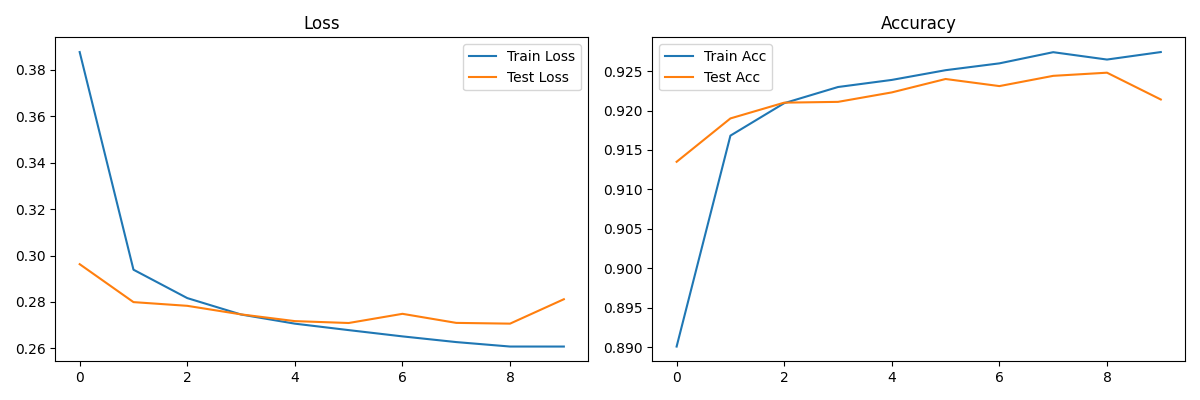 Loss
Train Loss
Test Loss
0.38
0.36
0.34
0.32
0.30
0.28
0.26
0 2 4 6 8
Accuracy
Train Acc
Test Acc
0.925
0.920
0.915
0.910
0.905
0.900
0.895
0.890
0 2 4 6 8